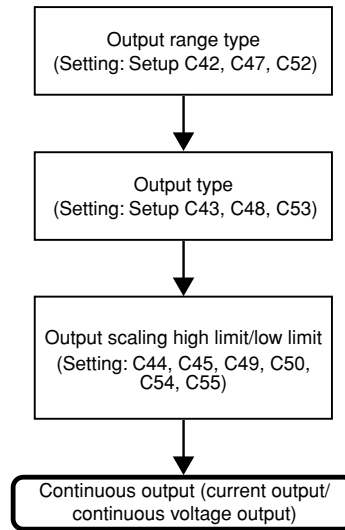 Output range type
(Setting: Setup C42, C47, C52)
Output type
(Setting: Setup C43, C48, C53)
Output scaling high limit/low limit
(Setting: C44, C45, C49, C50,
C54, C55)
Continuous output (current output/
continuous voltage output)